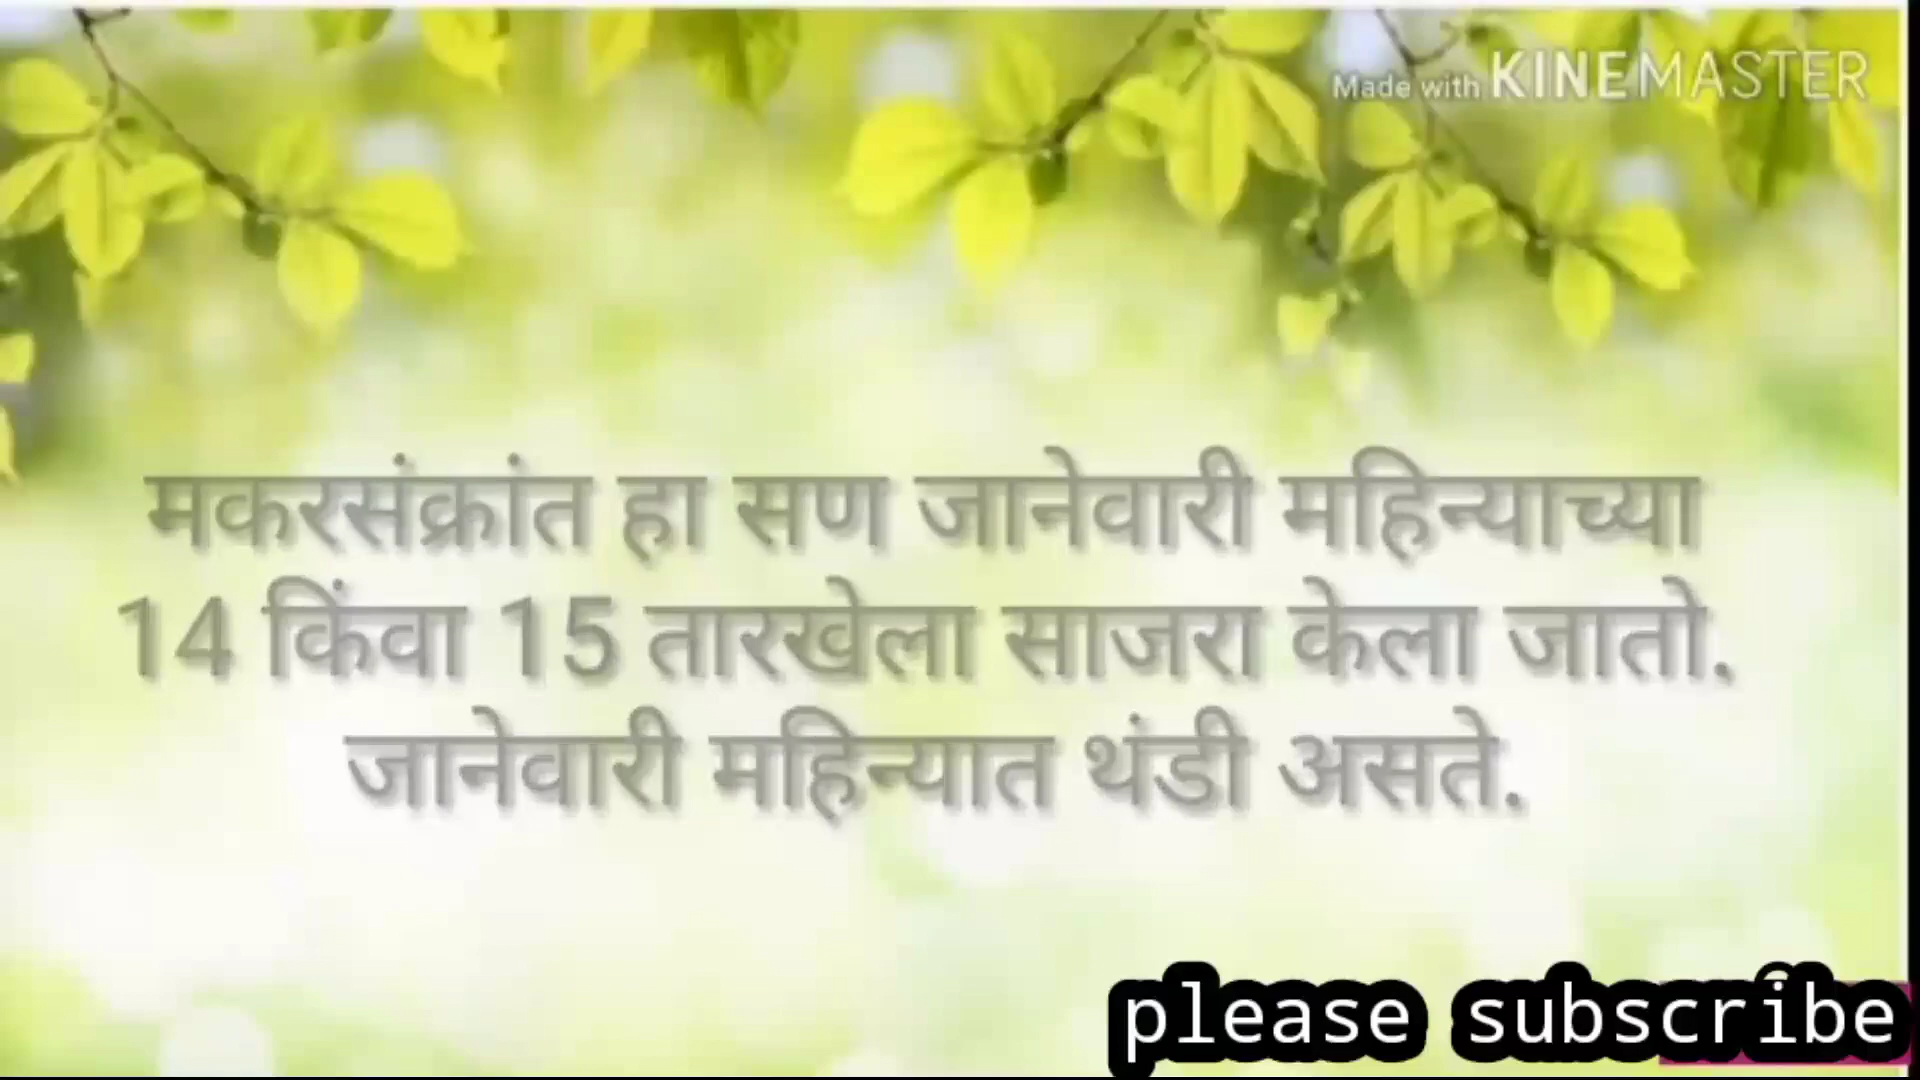 Made with KINEMASTER
मकरसंक्रांत हा सण जानेवारी महिन्याच्या
14 किंवा 15 तारखेला साजरा केला जातो.
जानेवारी महिन्यात थंडी असते.
please subscribe